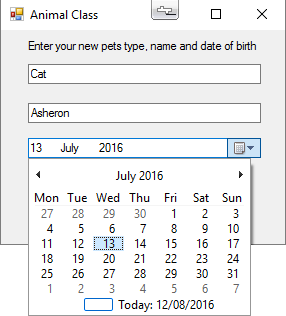 Animal Class
Enter your new pets type, name and date of birth
Cat
Asheron
13 July 2016
July 2016
Mon Tue Wed Thu Fri Sat Sun
27 28 29 30 1 2 3
4 5 6 7 8 9 10
11 12 13 14 15 16 17
18 19 20 21 22 23 24
25 26 27 28 29 30 31
1 2 3 4 5 6 7
Today: 12/08/2016